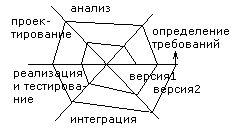 анализ
проек-
тирование
определение
требований
реализация
и тестирова-
ние
версия1
версия2
интеграция